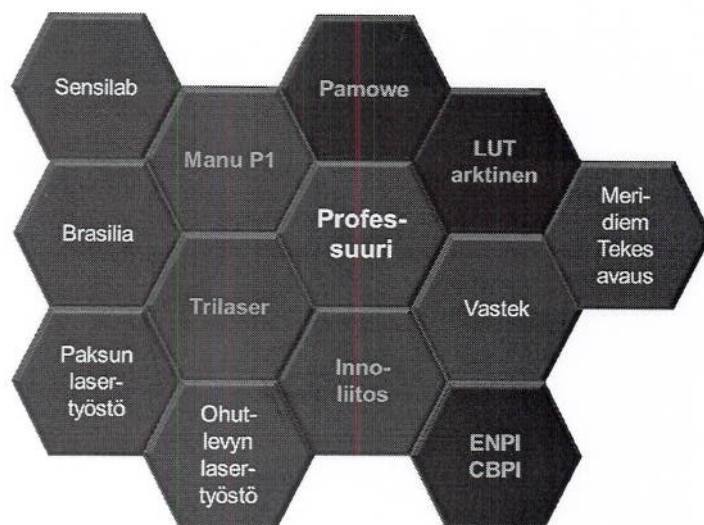 Sensilab
Pamowe
Manu P1
LUT
arktinen
Brasilia
Profes-
suuri
Meri-
diem
Tekes
avaus
Trilaser
Vastek
Paksun
laser-
työstö
Inno-
liitos
Ohut-
levyn
laser-
työstö
ENPI
CBPI